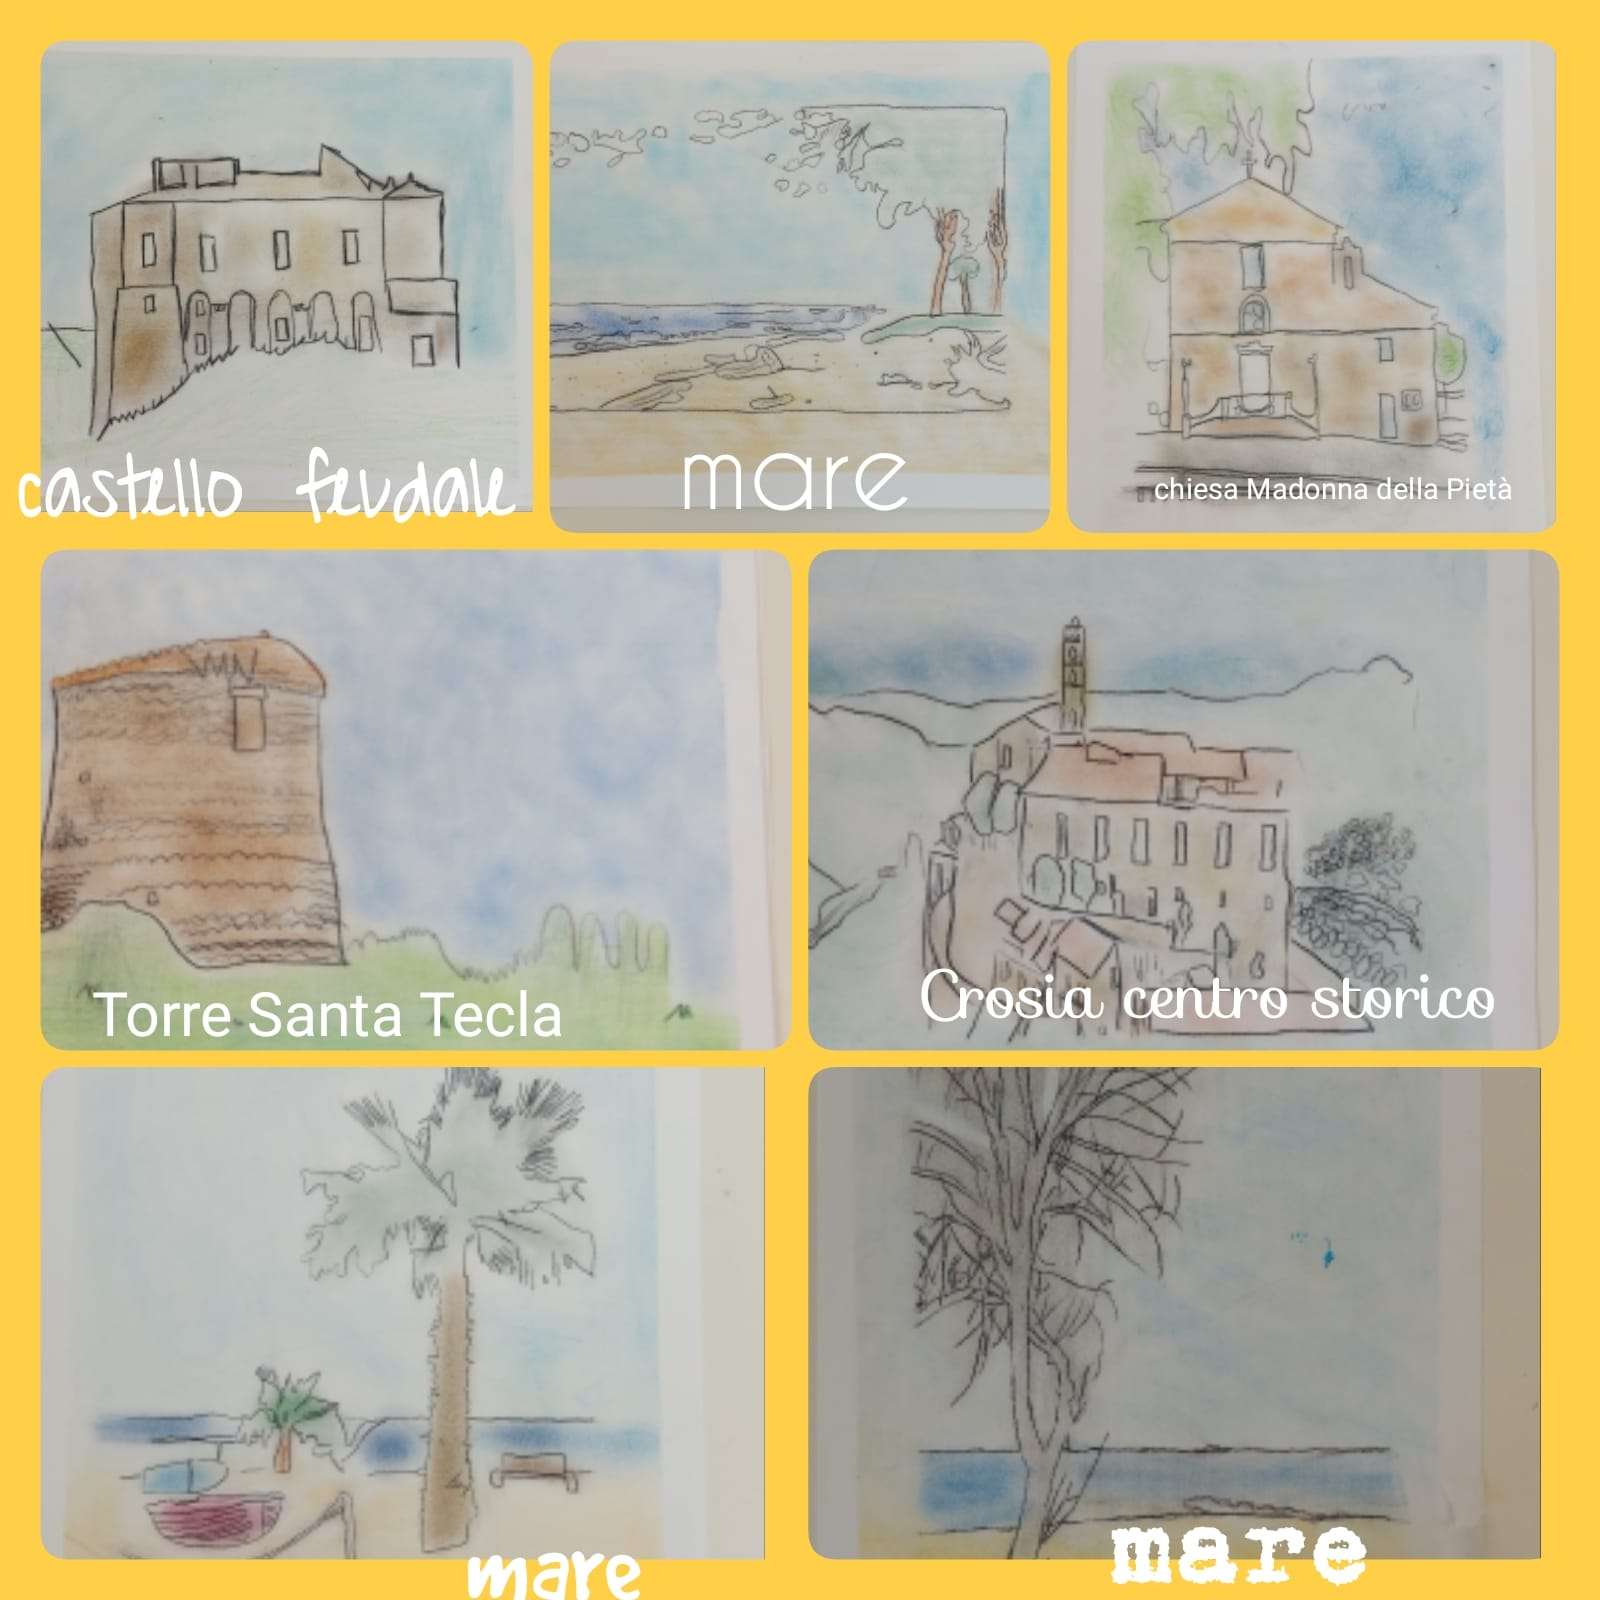 castello feudale
mare
chiesa Madonna della Pietà
Torre Santa Tecla
Crosia centro storico
mare
mare